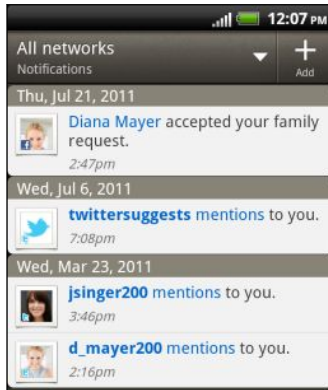 12:07 PM
All networks
Notifications
Add
Thu, Jul 21, 2011
Diana Mayer accepted your family
request.
2:47pm
Wed, Jul 6, 2011
twittersuggests mentions to you.
7:08pm
Wed, Mar 23, 2011
jsinger200 mentions to you.
3:46pm
d_mayer200 mentions to you.
2:16pm